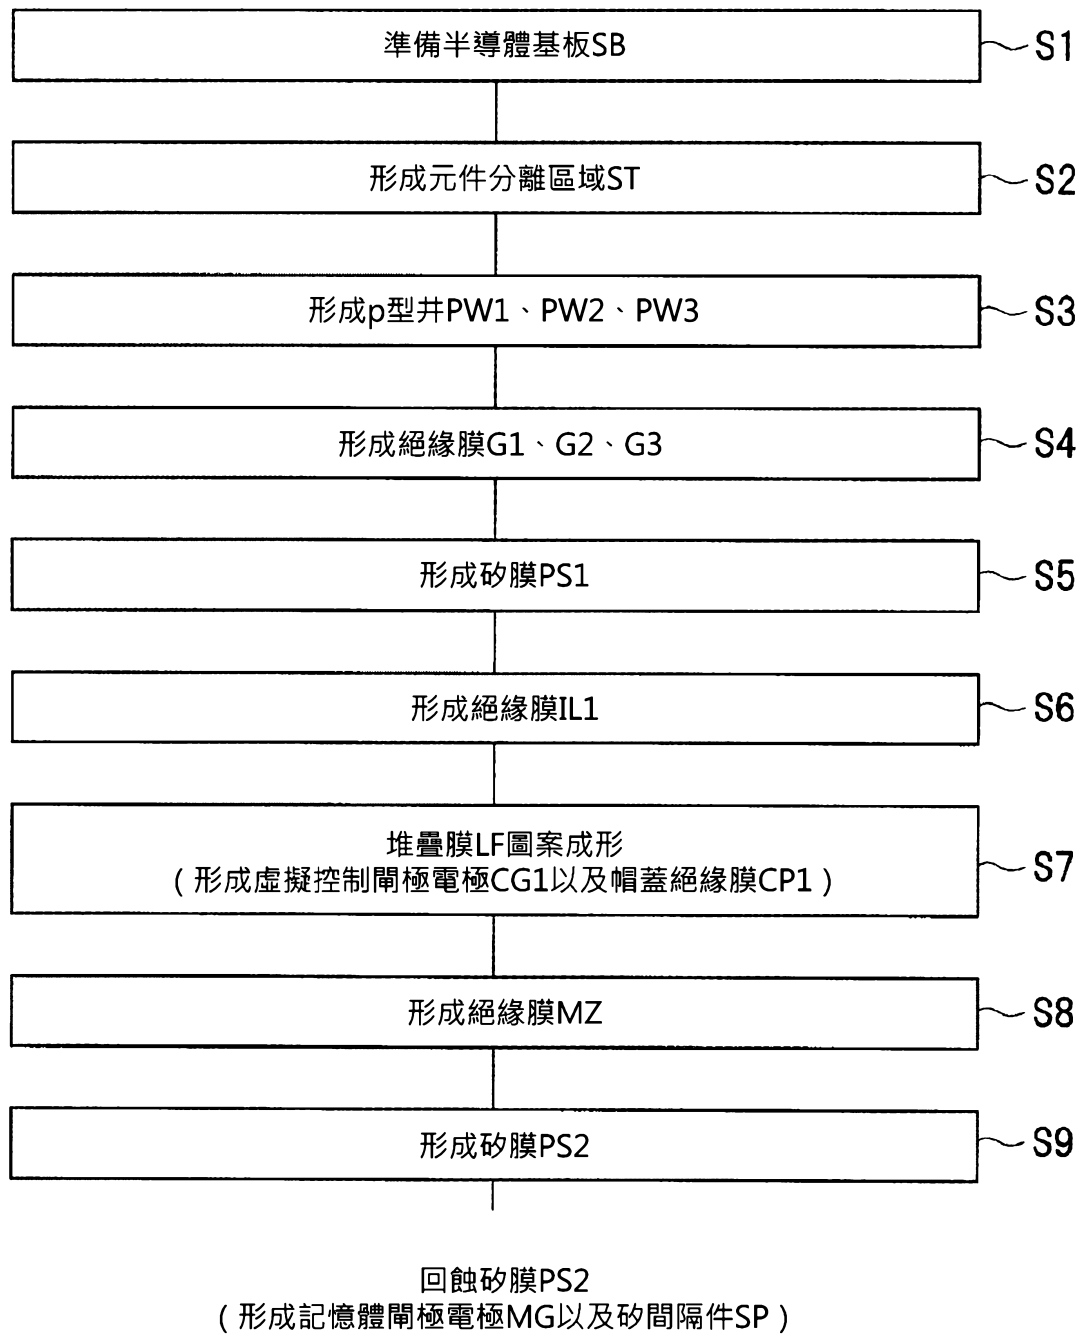 準備半導體基板SB S1
形成元件分離區域ST S2
形成p型井PW1、PW2、PW3 S3
形成絕緣膜G1、G2、G3 S4
形成矽膜PS1 S5
形成絕緣膜IL1 S6
堆疊膜LF圖案成形
（形成虛擬控制閘極電極CG1以及帽蓋絕緣膜CP1） S7
形成絕緣膜MZ S8
形成矽膜PS2 S9
回蝕矽膜PS2
（形成記憶體閘極電極MG以及矽間隔件SP）